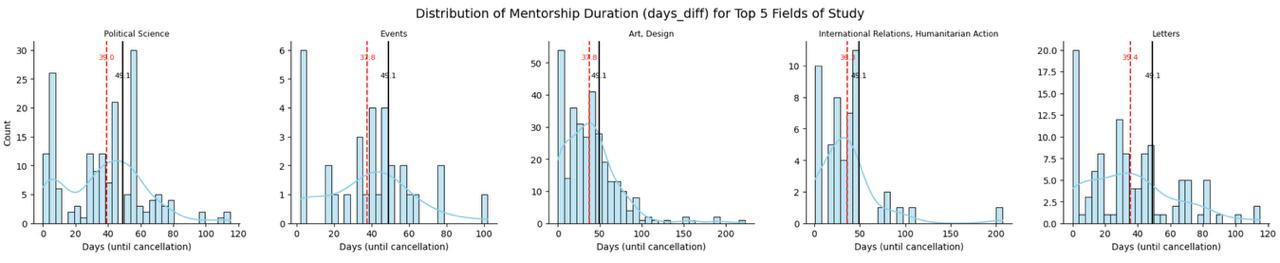 Distribution of Mentorship Duration (days_diff) for Top 5 Fields of Study
Political Science
Events
Art, Design
International Relations, Humanitarian Action
Letters
Count
30
25
20
15
10
5
0
39.0
49.1
0 20 40 60 80 100 120
Days (until cancellation)
6
5
4
3
2
1
0
37.8
49.1
0 20 40 60 80 100
Days (until cancellation)
50
40
30
20
10
0
37.8
49.1
0 50 100 150 200
Days (until cancellation)
10
8
6
4
2
0
49.1
0 50 100 150 200
Days (until cancellation)
20.0
17.5
15.0
12.5
10.0
7.5
5.0
2.5
0.0
35.4
49.1
0 20 40 60 80 100 120
Days (until cancellation)